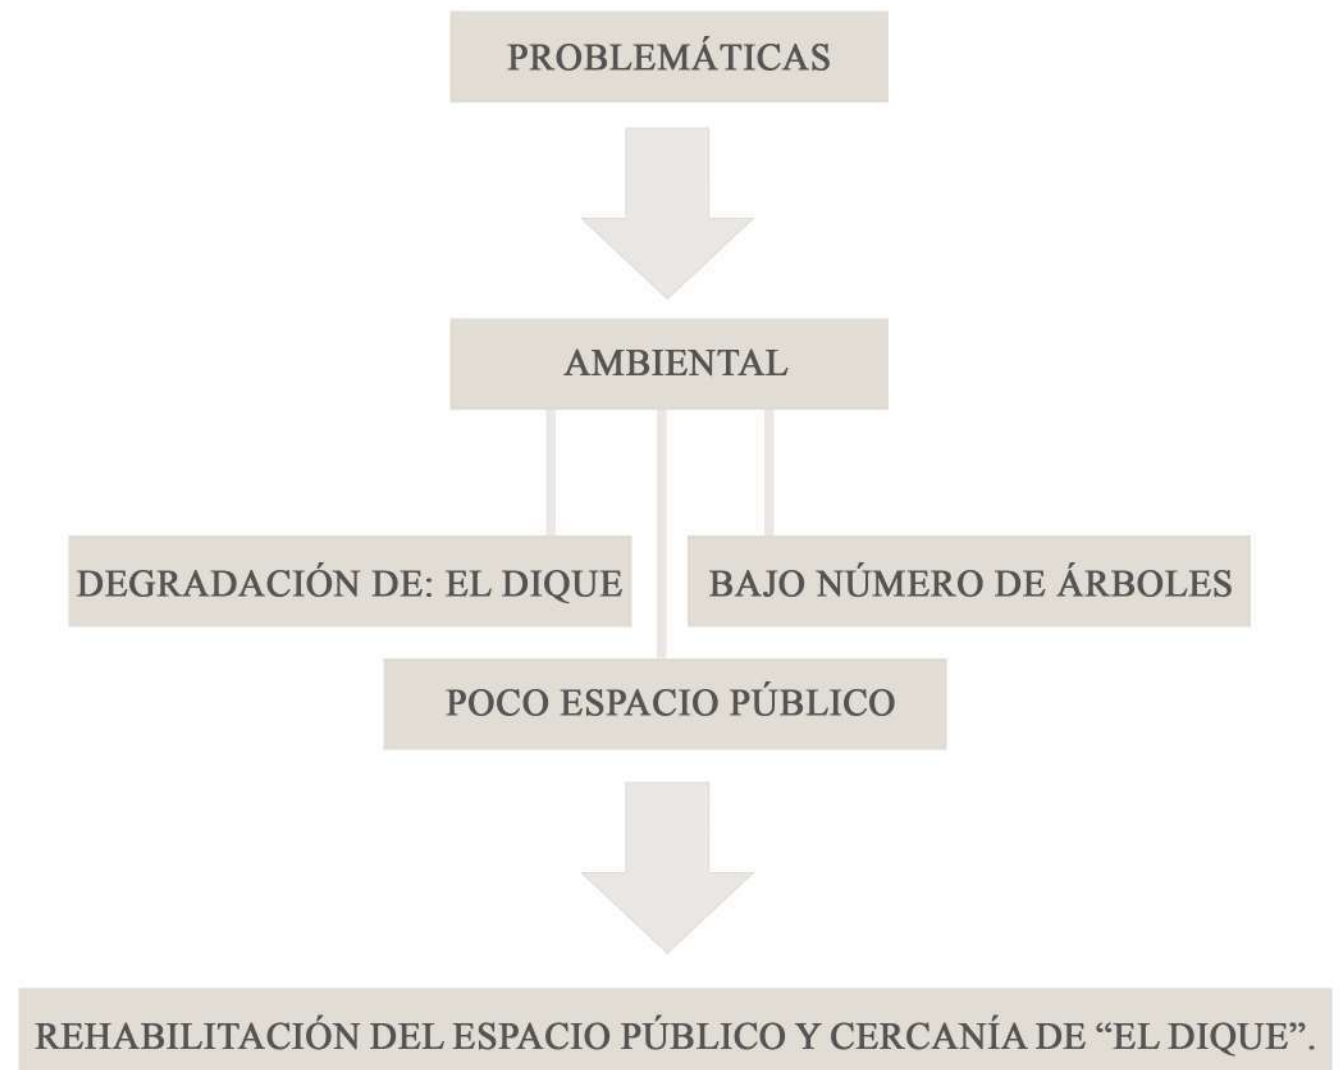 PROBLEMÁTICAS
AMBIENTAL
DEGRADACIÓN DE: EL DIQUE
BAJO NÚMERO DE ÁRBOLES
POCO ESPACIO PÚBLICO
REHABILITACIÓN DEL ESPACIO PÚBLICO Y CERCANÍA DE “EL DIQUE”.